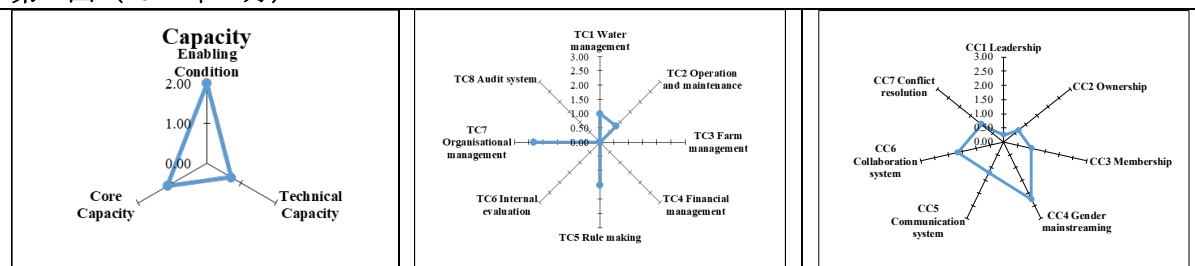 Capacity
Enabling
Condition
2.00
1.00
0.00
Core
Capacity
Technical
Capacity
TC1 Water
management
3.00
2.50
2.00
1.50
1.00
0.50
0.00
TC2 Operation
and maintenance
TC3 Farm
management
TC4 Financial
management
TC5 Rule making
TC6 Internal
evaluation
TC7
Organisational
management
TC8 Audit system
CC1 Leadership
3.00
2.50
2.00
1.50
1.00
0.50
0.00
CC2 Ownership
CC3 Membership
CC4 Gender
mainstreaming
CC5
Communication
system
CC6
Collaboration
system
CC7 Conflict
resolution